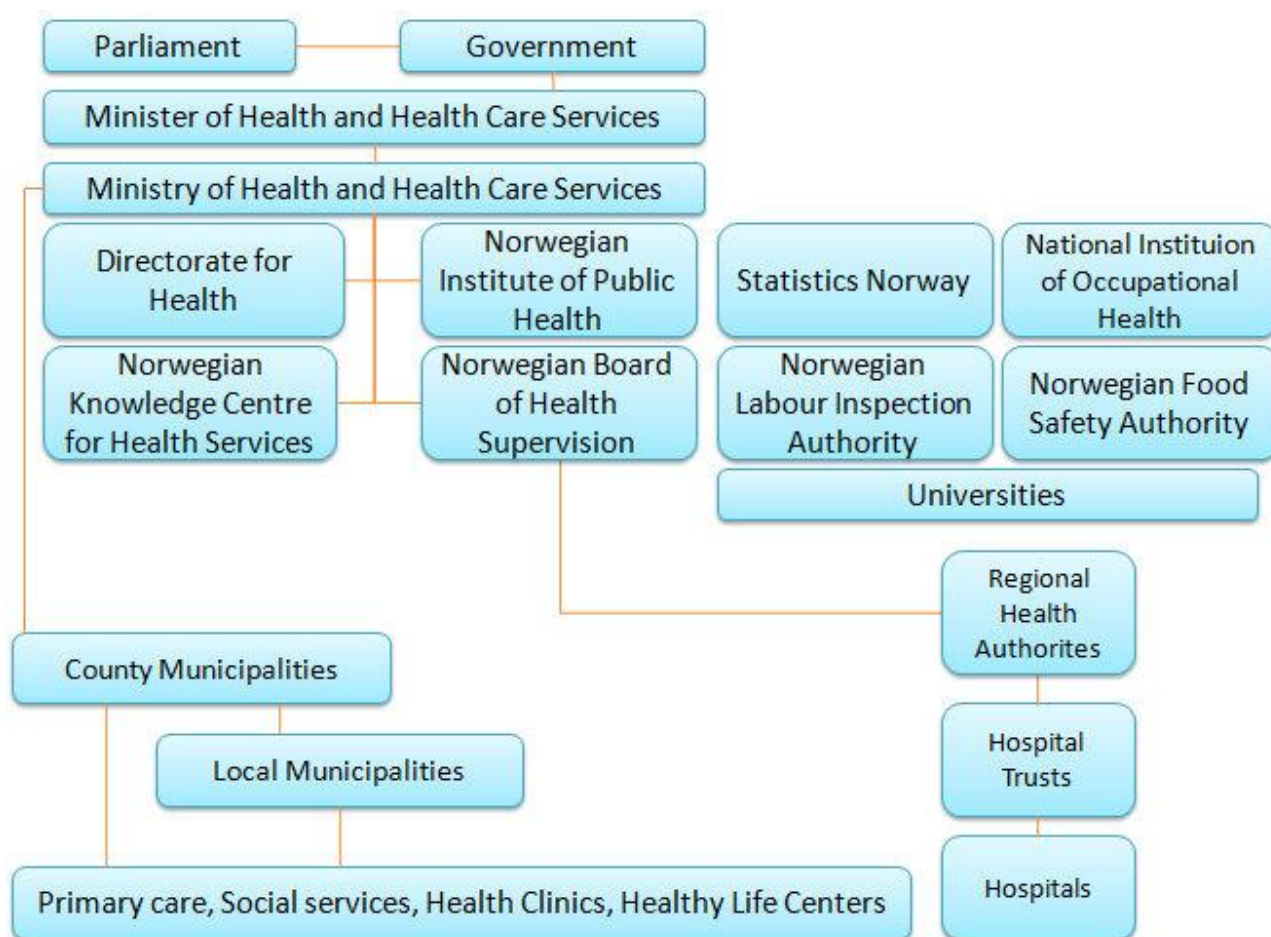 Parliament
Government
Minister of Health and Health Care Services
Ministry of Health and Health Care Services
Directorate for
Health
Norwegian
Institute of Public
Health
Statistics Norway
National Instituion
of Occupational
Health
Norwegian
Knowledge Centre
for Health Services
Norwegian Board
of Health
Supervision
Norwegian
Labour Inspection
Authority
Norwegian Food
Safety Authority
Universities
Regional
Health
Authorites
County Municipalities
Local Municipalities
Hospital
Trusts
Primary care, Social services, Health Clinics, Healthy Life Centers
Hospitals